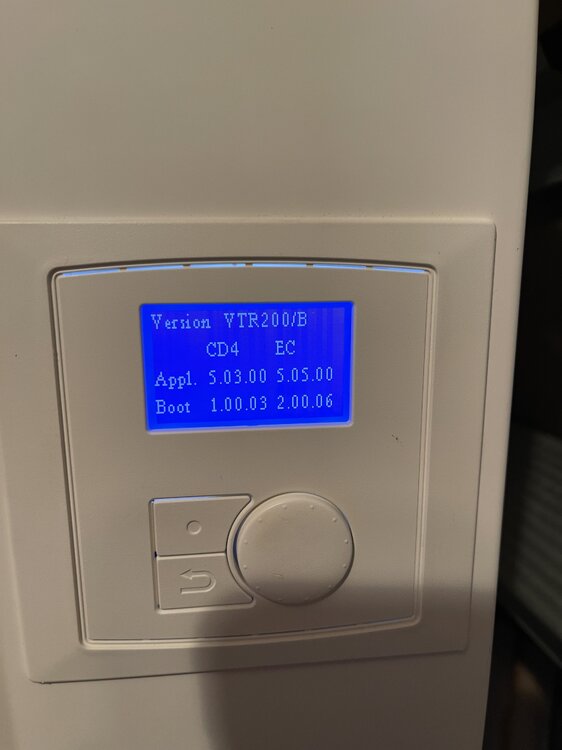 Version VTR200/B
CD4 EC
Appl. 5.03.00 5.05.00
Boot 1.00.03 2.00.06